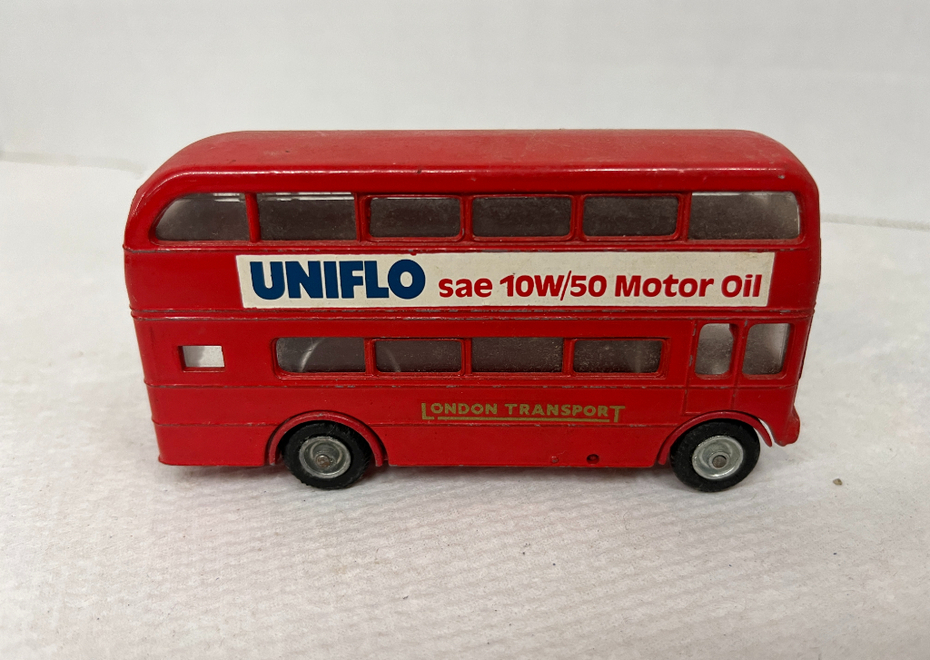 UNIFLO sae 10W/50 Motor Oil
LONDON TRANSPORT